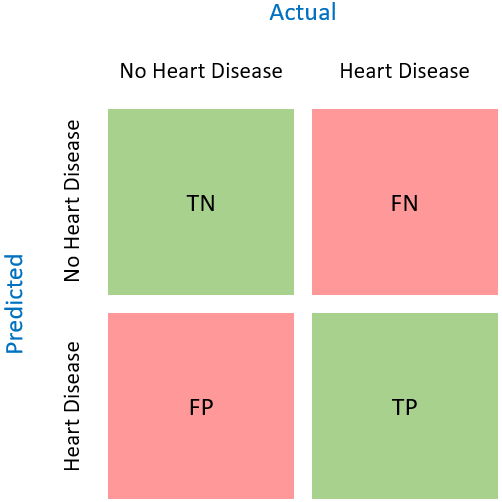 Actual
No Heart Disease
Heart Disease
No Heart Disease
TN
FN
Predicted
Heart Disease
FP
TP